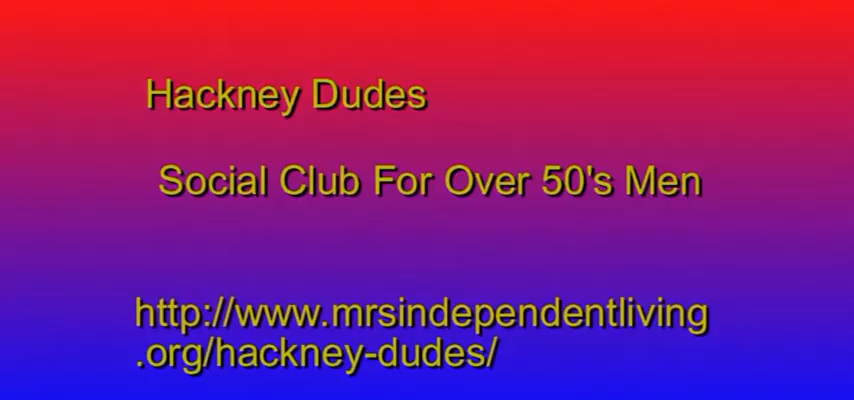 Hackney Dudes
Social Club For Over 50's Men
http://www.mrsindependentliving
.org/hackney-dudes/